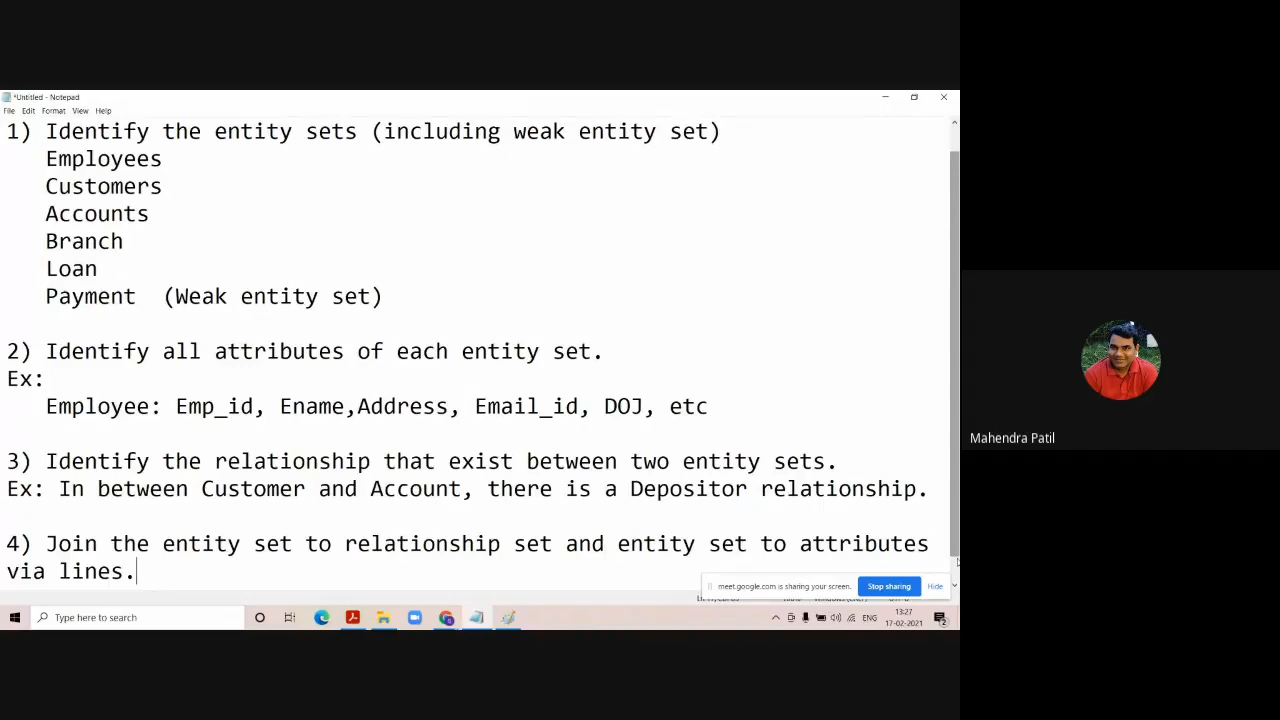 *Untitled - Notepad
File Edit Format View Help
1) Identify the entity sets (including weak entity set)
Employees
Customers
Accounts
Branch
Loan
Payment (Weak entity set)
2) Identify all attributes of each entity set.
Ex:
Employee: Emp_id, Ename,Address, Email_id, DOJ, etc
3) Identify the relationship that exist between two entity sets.
Ex: In between Customer and Account, there is a Depositor relationship.
4) Join the entity set to relationship set and entity set to attributes
via lines.
meet.google.com is sharing your screen. Stop sharing Hide
Type here to search
ENG
13:27
17-02-2021
2
Mahendra Patil